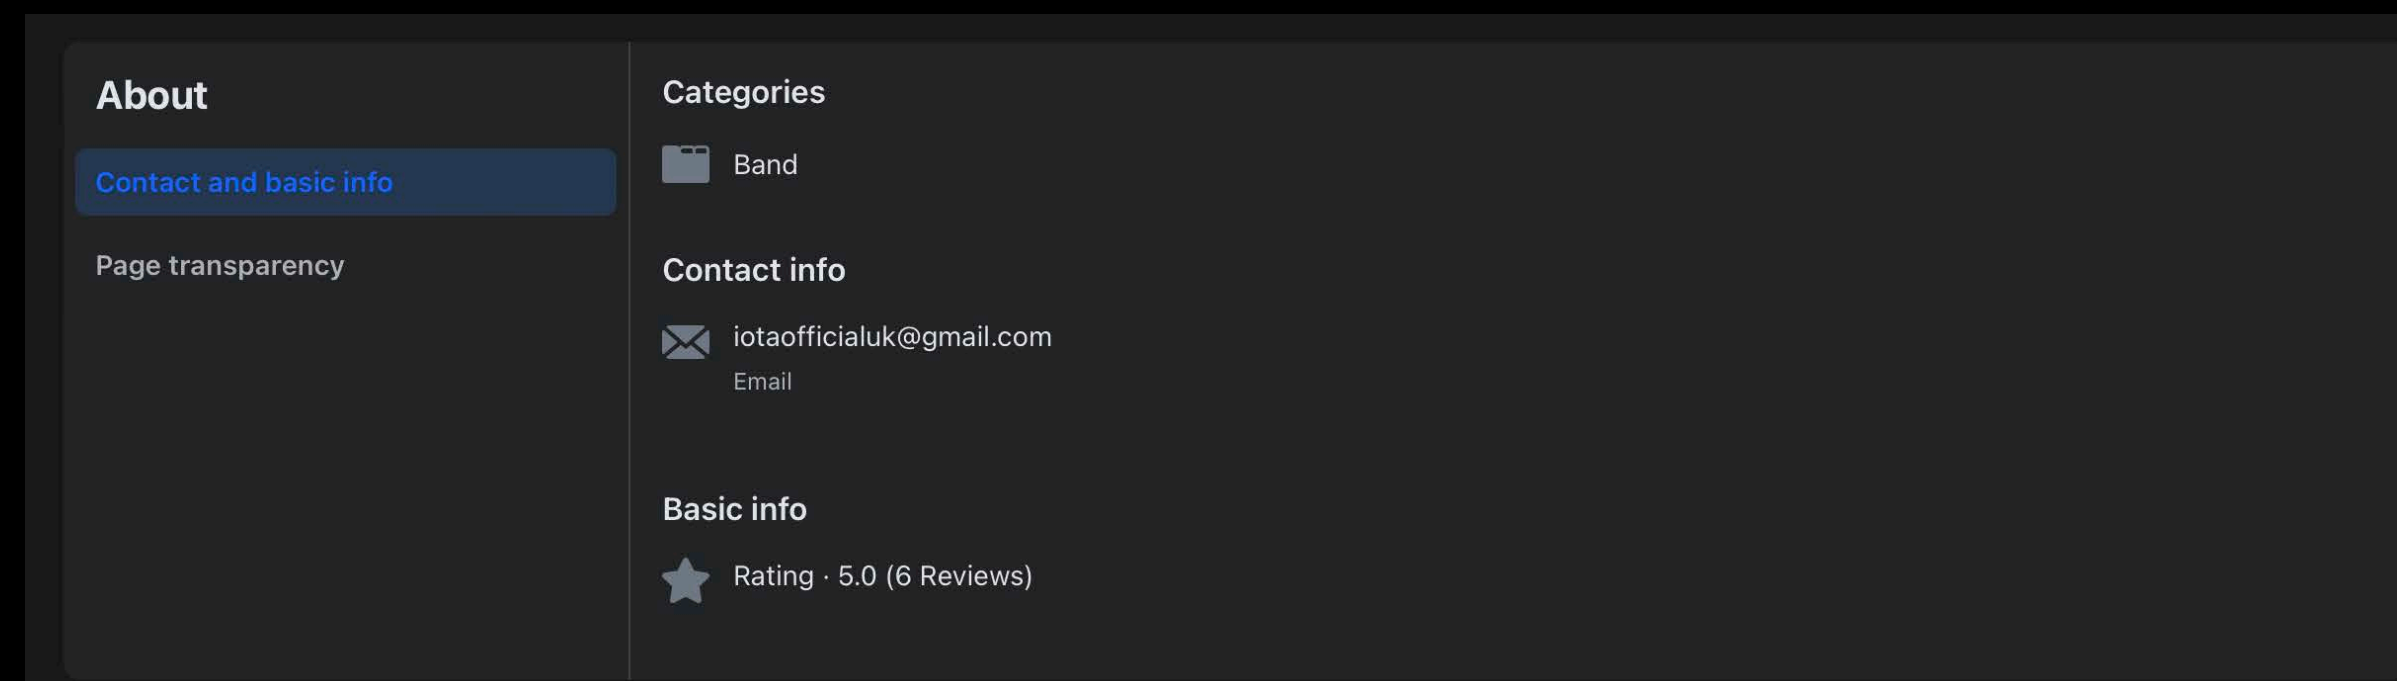 About
Contact and basic info
Page transparency
Categories
Band
Contact info
iotaofficialuk@gmail.com
Email
Basic info
Rating · 5.0 (6 Reviews)